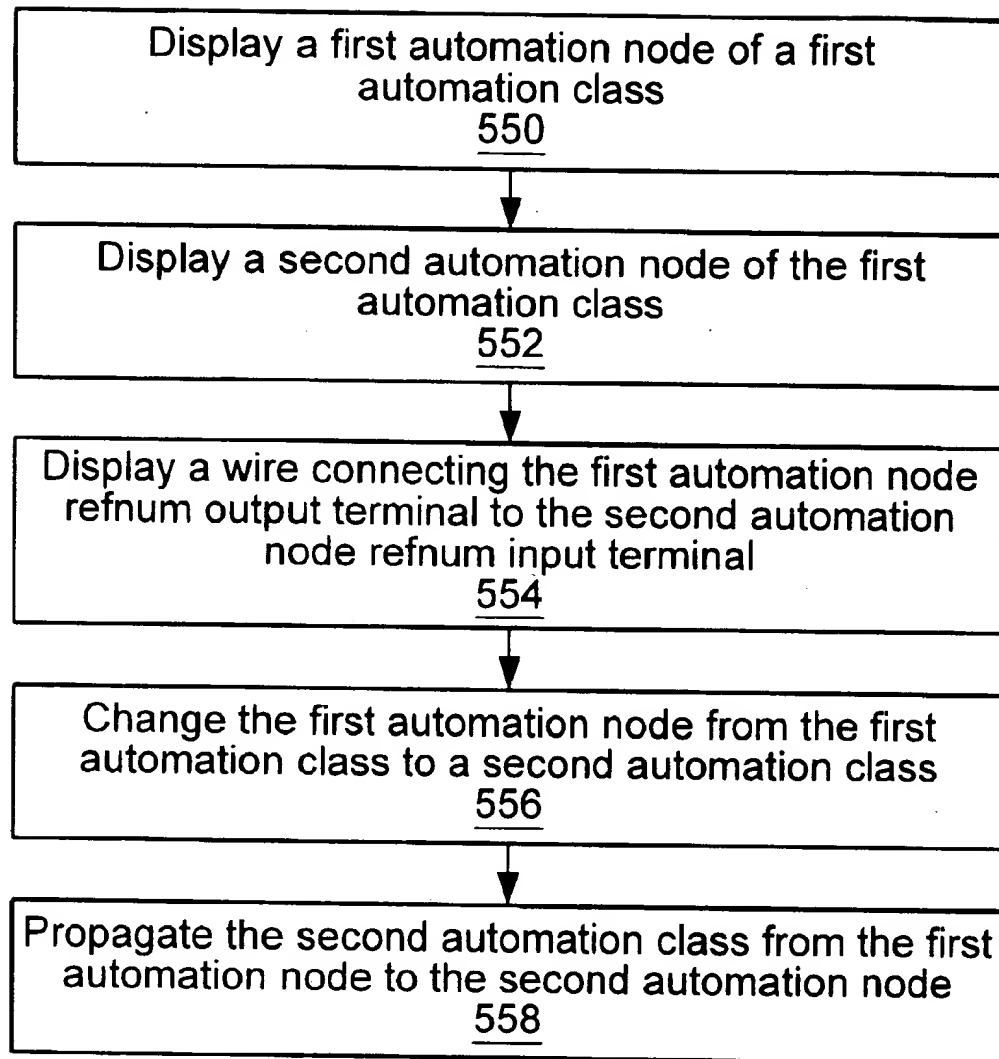 Display a first automation node of a first
automation class
550
Display a second automation node of the first
automation class
552
Display a wire connecting the first automation node
refnum output terminal to the second automation
node refnum input terminal
554
Change the first automation node from the first
automation class to a second automation class
556
Propagate the second automation class from the first
automation node to the second automation node
558